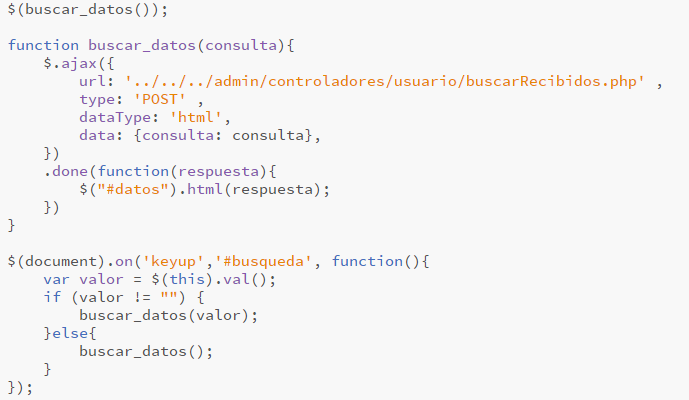 $(buscar_datos());

function buscar_datos(consulta){
    $.ajax({
        url: '../../../admin/controladores/usuario/buscarRecibidos.php' ,
        type: 'POST' ,
        dataType: 'html',
        data: {consulta: consulta},
    })
    .done(function(respuesta){
        $("#datos").html(respuesta);
    })
}

$(document).on('keyup','#busqueda', function(){
    var valor = $(this).val();
    if (valor != "") {
        buscar_datos(valor);
    }else{
        buscar_datos();
    }
});